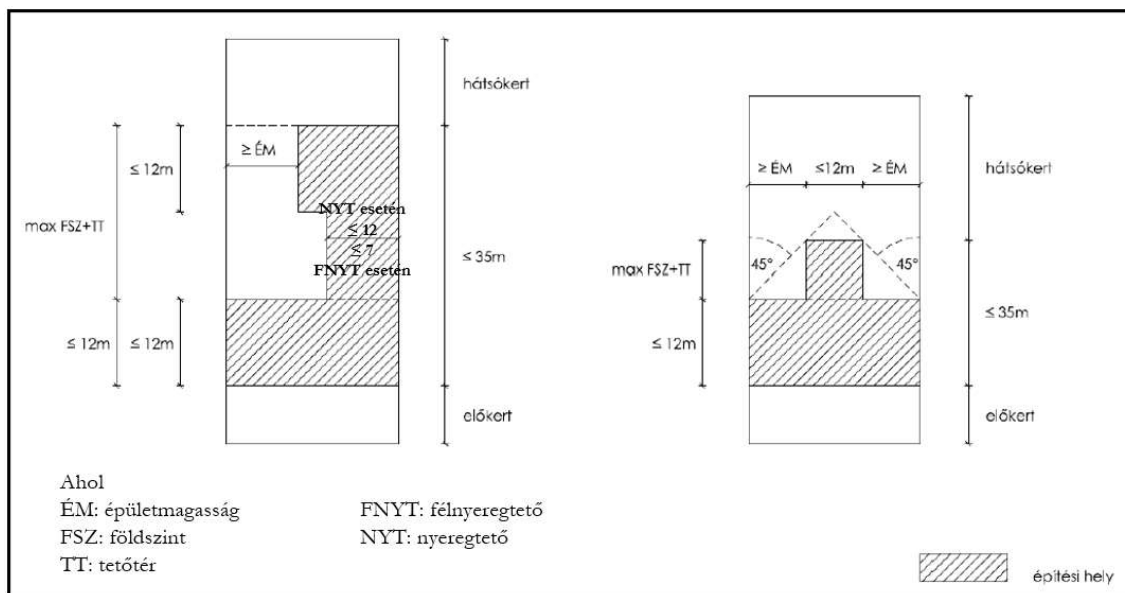 hátsókert
≥ ÉM
≤ 12m
max FSZ+TT
NYT esetén
≤ 12
≤ 7
FNYT esetén
≤ 35m
≤ 12m
≤ 12m
előkert
hátsókert
≥ ÉM
≤12m
≥ ÉM
max FSZ+TT
45°
45°
≤ 35m
≤ 12m
előkert
Ahol
ÉM: épületmagasság
FSZ: földszint
TT: tetőtér
FNYT: félnyeregtető
NYT: nyeregtető
építési hely